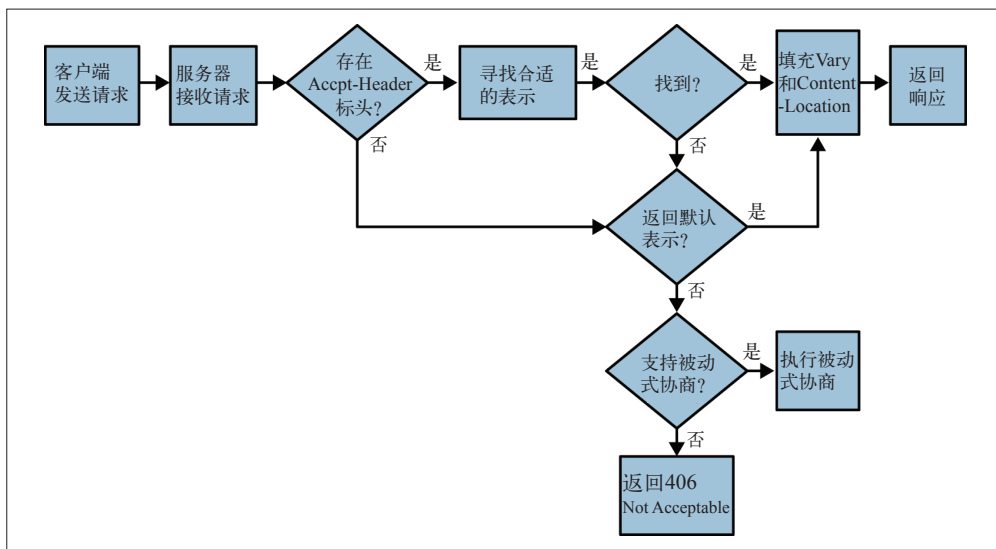 客户端
发送请求
服务器
接收请求
存在
Accpt-Header
标头？
是
寻找合适
的表示
是
找到？
是
填充Vary
和Content
-Location
返回
响应
否
否
返回默认
表示？
是
否
支持被动
式协商？
是
执行被动
式协商
否
返回406
Not Acceptable